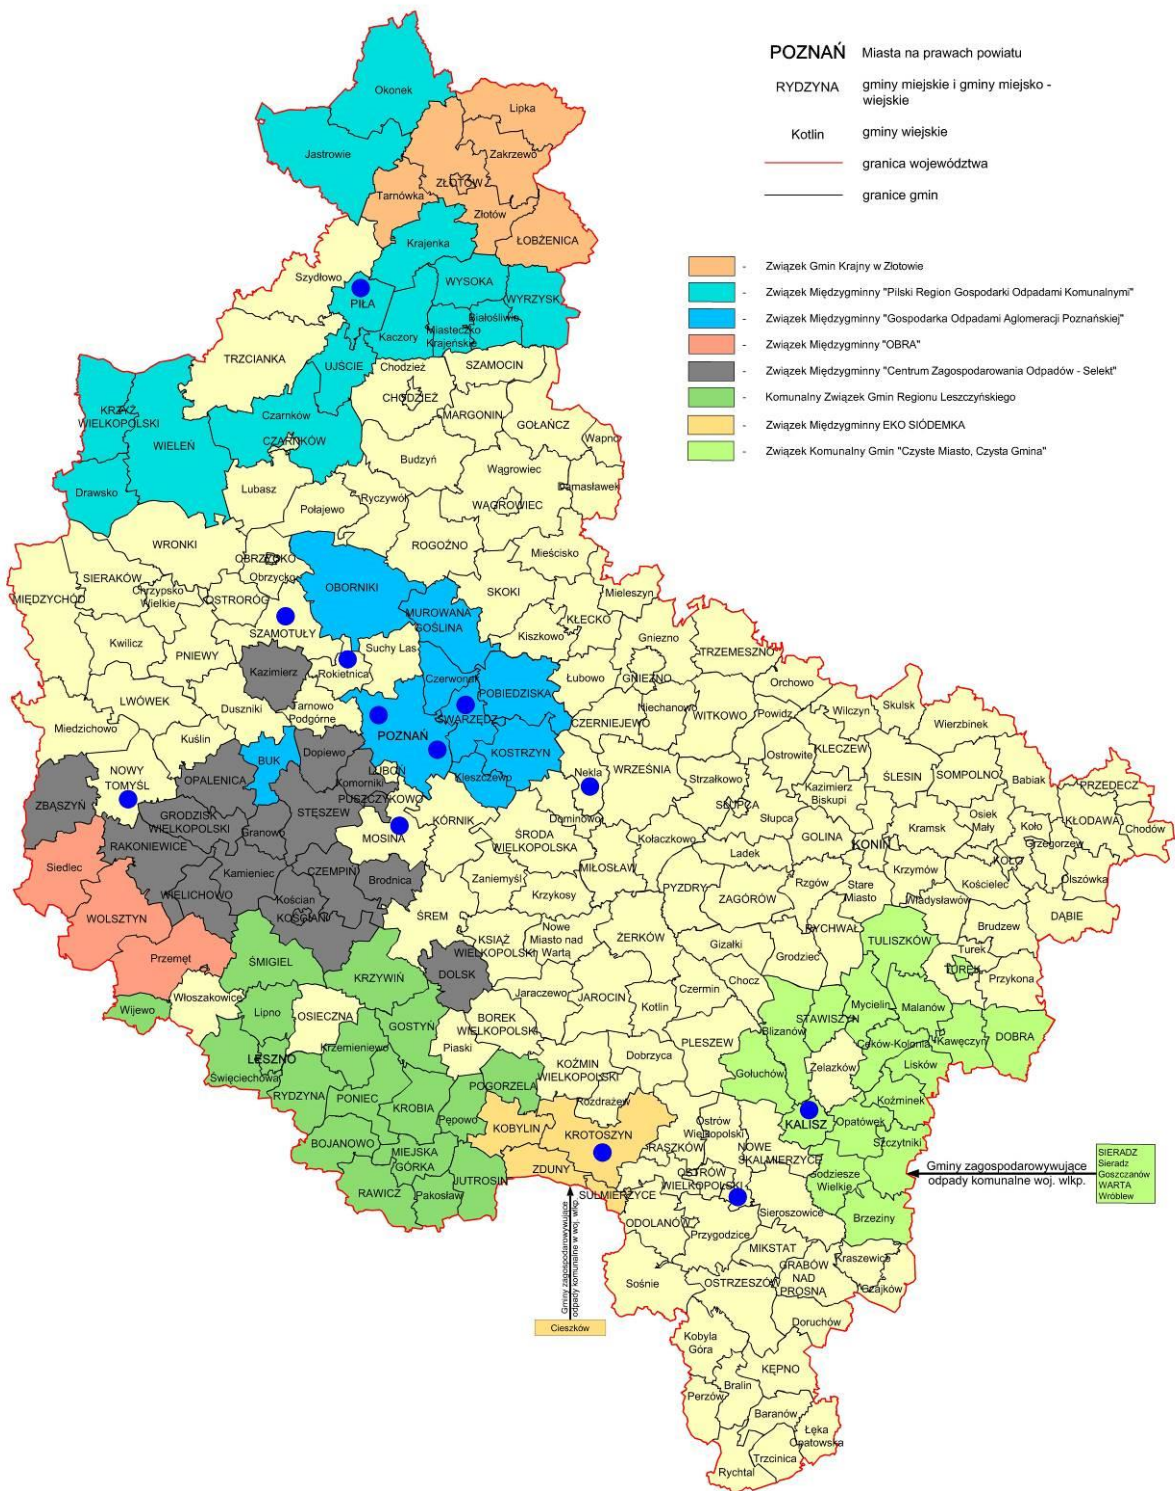 POZNAŃ Miasta na prawach powiatu
RYDZYNA gminy miejskie i gminy miejsko -
wiejskie
Kotlin gminy wiejskie
granica województwa
granice gmin
- Związek Gmin Krajny w Złotowie
- Związek Międzygminny "Pilski Region Gospodarki Odpadami Komunalnymi"
- Związek Międzygminny "Gospodarka Odpadami Aglomeracji Poznańskiej"
- Związek Międzygminny "OBRA"
- Związek Międzygminny "Centrum Zagospodarowania Odpadów - Selekt"
- Komunalny Związek Gmin Regionu Leszczyńskiego
- Związek Międzygminny EKO SIÓDEMKA
- Związek Komunalny Gmin "Czyste Miasto, Czysta Gmina"
Okonek
Lipka
Jastrowie
Zakrzewo
ZŁOTÓW
Tarnówka
Złotów
ŁOBŻENICA
Krajenka
Szydłowo
WYSOKA
PIŁA
WYRZYSK
Białośliwie
Kaczory
Miasteczko
Krajeńskie
TRZCIANKA
UJŚCIE
Chodzież
SZAMOCIN
CHODZIEŻ
KRZYŻ
WIELKOPOLSKI
Czarnków
MARGONIN
GOŁAŃCZ
WIELEŃ
CZARNKÓW
Wapno
Budzyń
Wągrowiec
Drawsko
Lubasz
Ryczywół
Damasławek
Połajewo
WĄGROWIEC
WRONKI
ROGOŹNO
Mieścisko
OBRZYCKO
SIERAKÓW
Obrzycko
OBORNIKI
MIĘDZYCHÓD
Chrzypsko
Wielkie
OSTRORÓG
SKOKI
Mieleszyn
MUROWANA
GOŚLINA
KŁECKO
SZAMOTUŁY
Kiszkowo
Gniezno
Kwilicz
PNIEWY
Suchy Las
TRZEMESZNO
Kazimierz
Rokietnica
Czerwonak
Łubowo
GNIEZNO
Orchowo
POBIEDZISKA
Niechanowo
LWÓWEK
Duszniki
Tarnowo
Podgórne
SWARZĘDZ
CZERNIEJEWO
WITKOWO
Powidz
Wilczyn
Skulsk
Miedzichowo
Kuślin
POZNAŃ
Wierzbinek
BUK
Dopiewo
KOSTRZYN
Ostrowite
KLECZEW
NOWY
TOMYŚL
OPALENICA
LUBOŃ
Kleszczewo
Nekla
WRZEŚNIA
Strzałkowo
ŚLESIN
SOMPOLNO
Babiak
Komorniki
Kazimierz
Biskupi
PRZEDECZ
ZBĄSZYŃ
PUSZCZYKOWO
SŁUPCA
GRODZISK
WIELKOPOLSKI
STĘSZEW
KÓRNIK
Dominowo
Słupca
Osiek
Mały
KŁODAWA
MOSINA
ŚRODA
WIELKOPOLSKA
Kołaczkowo
GOLINA
Kramsk
Koło
Chodów
RAKONIEWICE
Granowo
KONIN
Grzegorzew
Siedlec
Kamieniec
CZEMPIŃ
Brodnica
Zaniemyśl
MIŁOSŁAW
Lądek
KOŁO
Olszówka
Krzymów
Krzykosy
PYZDRY
ZAGÓRÓW
Rzgów
Stare
Miasto
Kościelec
WIELICHOWO
Kościan
Władysławów
WOLSZTYN
KOŚCIAN
ŚREM
Nowe
Miasto nad
Wartą
RYCHWAŁ
DĄBIE
KSIĄŻ
WIELKOPOLSKI
ŻERKÓW
Gizałki
TULISZKÓW
Brudzew
Przemęt
ŚMIGIEL
Grodziec
Turek
DOLSK
TUREK
Włoszakowice
KRZYWIŃ
Chocz
Przykona
Jaraczewo
JAROCIN
Kotlin
Czermin
STAWISZYN
Mycielin
Malanów
Wijewo
Lipno
OSIECZNA
GOSTYŃ
BOREK
WIELKOPOLSKI
Blizanów
DOBRA
Krzemieniewo
Piaski
PLESZEW
Ceków-Kolonia
Kawęczyn
LESZNO
KOŹMIN
WIELKOPOLSKI
Dobrzyca
Żelazków
Lisków
Święciechowa
POGORZELA
Gołuchów
RYDZYNA
PONIEC
KROBIA
Pępowo
Rozdrażew
Koźminek
Ostrów
Wielkopolski
KALISZ
Opatówek
KOBYLIN
KROTOSZYN
Szczytniki
BOJANOWO
MIEJSKA
GÓRKA
RASZKÓW
NOWE
SKALMIERZYCE
ZDUNY
OSTRÓW
WIELKOPOLSKI
Godziesze
Wielkie
JUTROSIN
RAWICZ
Pakosław
SULMIERZYCE
Sieroszowice
Brzeziny
ODOLANÓW
Przygodzice
MIKSTAT
Kraszewice
GRABÓW
NAD
PROSNĄ
Sośnie
OSTRZESZÓW
Czajków
Doruchów
Kobyla
Góra
KĘPNO
Bralin
Perzów
Baranów
Łęka
Opatowska
Trzcinica
Rychtal
Gminy zagospodarowywujące
odpady komunalne woj. wlkp.
SIERADZ
Sieradz
Goszczanów
WARTA
Wróblew
Gminy zagospodarowywujące
odpady komunalne w woj. wlkp.
Cieszków